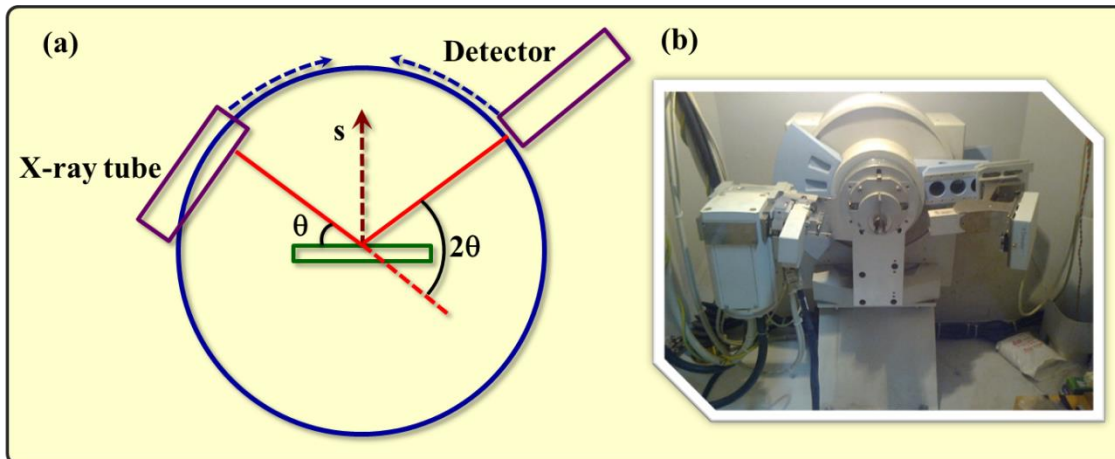 (a)
Detector
X-ray tube
s
θ
2θ
(b)